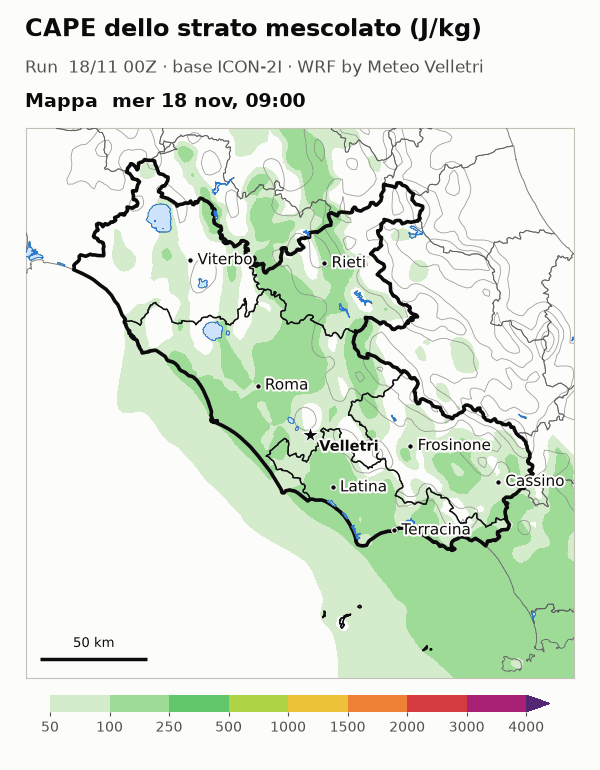 CAPE dello strato mescolato (J/kg)
Run  18/11 00Z · base ICON-2I · WRF by Meteo Velletri
Mappa  mer 18 nov, 09:00
Viterbo
Rieti
Roma
Velletri
Frosinone
Cassino
Latina
Terracina
50 km
50 100 250 500 1000 1500 2000 3000 4000